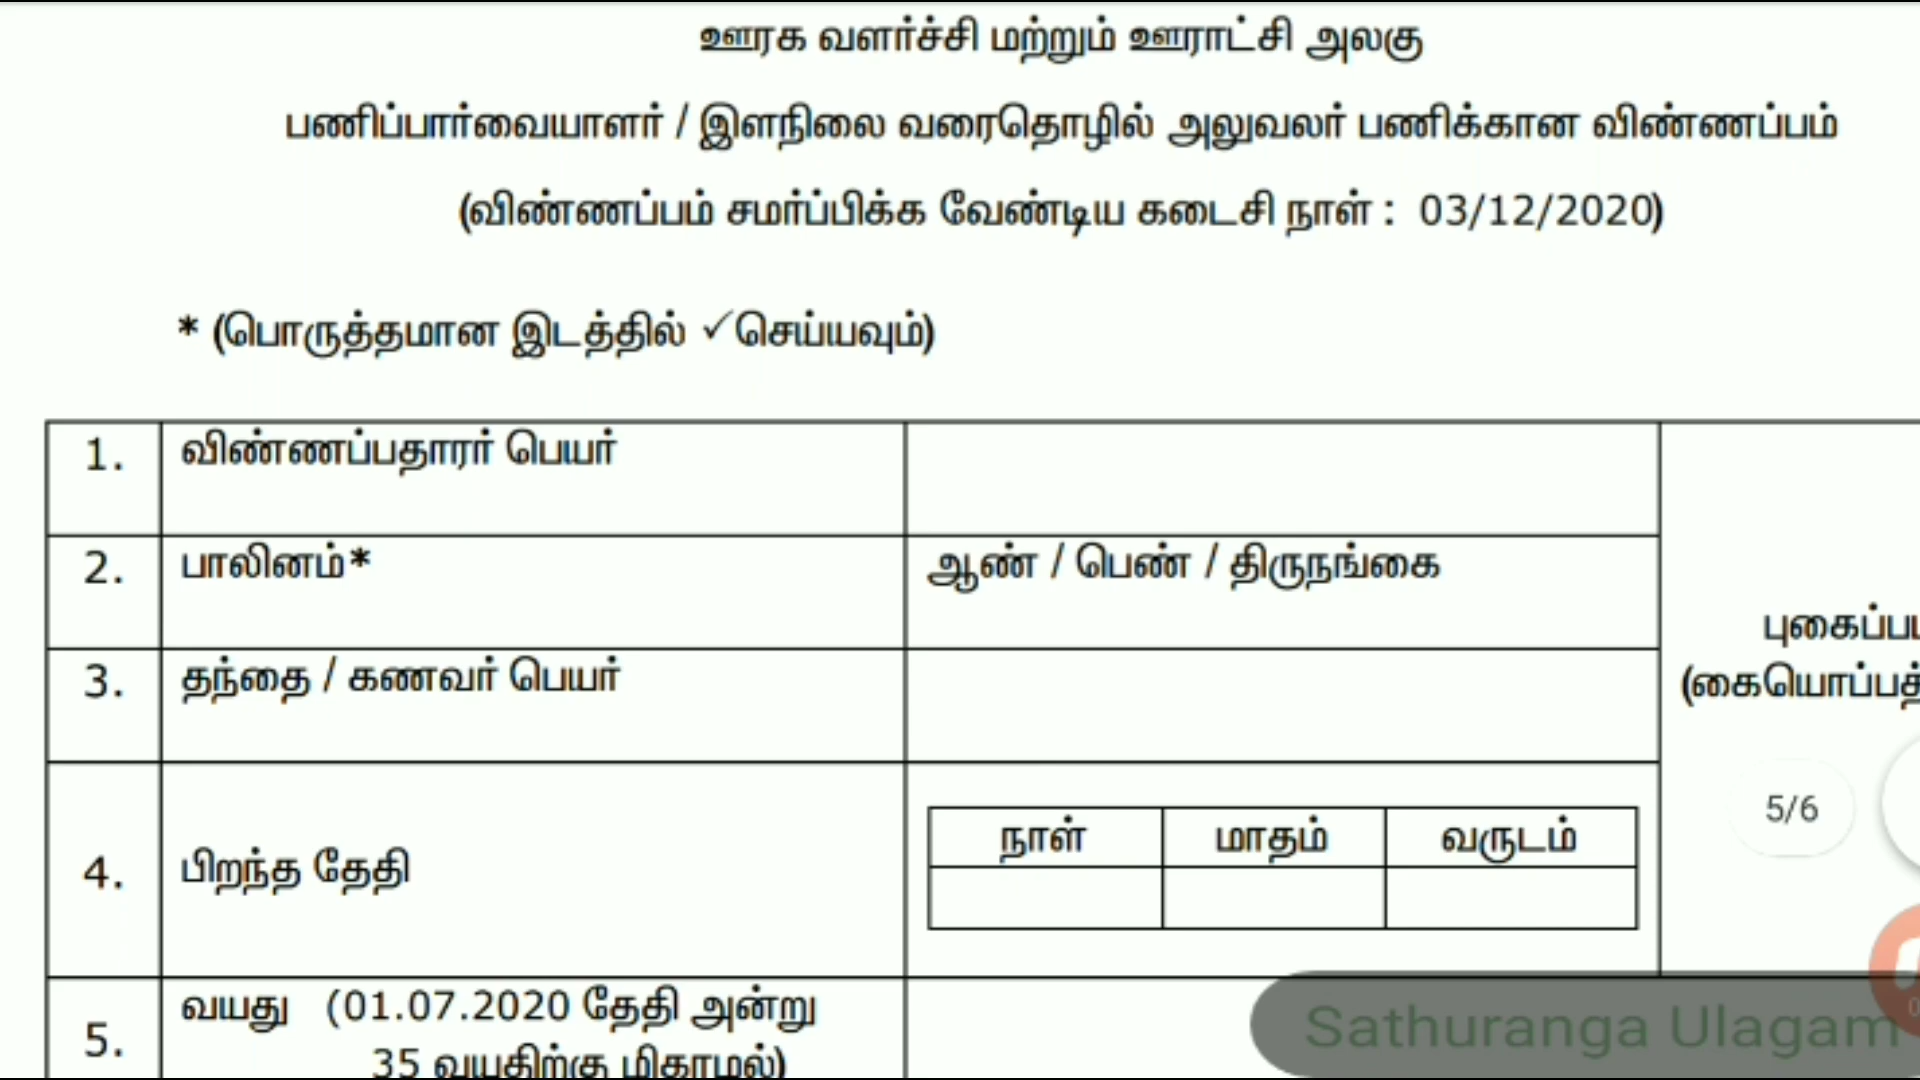 ஊரக வளர்ச்சி மற்றும் ஊராட்சி அலகு
பணிப்பார்வையாளர் / இளநிலை வரைதொழில் அலுவலர் பணிக்கான விண்ணப்பம்
(விண்ணப்பம் சமர்ப்பிக்க வேண்டிய கடைசி நாள் : 03/12/2020)
* (பொருத்தமான இடத்தில் ✓செய்யவும்)
1. விண்ணப்பதாரர் பெயர்
2. பாலினம்* ஆண் / பெண் / திருநங்கை
3. தந்தை / கணவர் பெயர்
4. பிறந்த தேதி
நாள் மாதம் வருடம்
5. வயது (01.07.2020 தேதி அன்று
35 வயதிற்கு மிகாமல்)
5/6
Sathuranga Ulagam